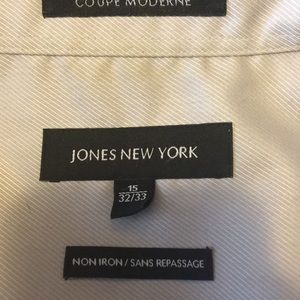 COUPE MODERNE
JONES NEW YORK
15
32/33
NON IRON / SANS REPASSAGE